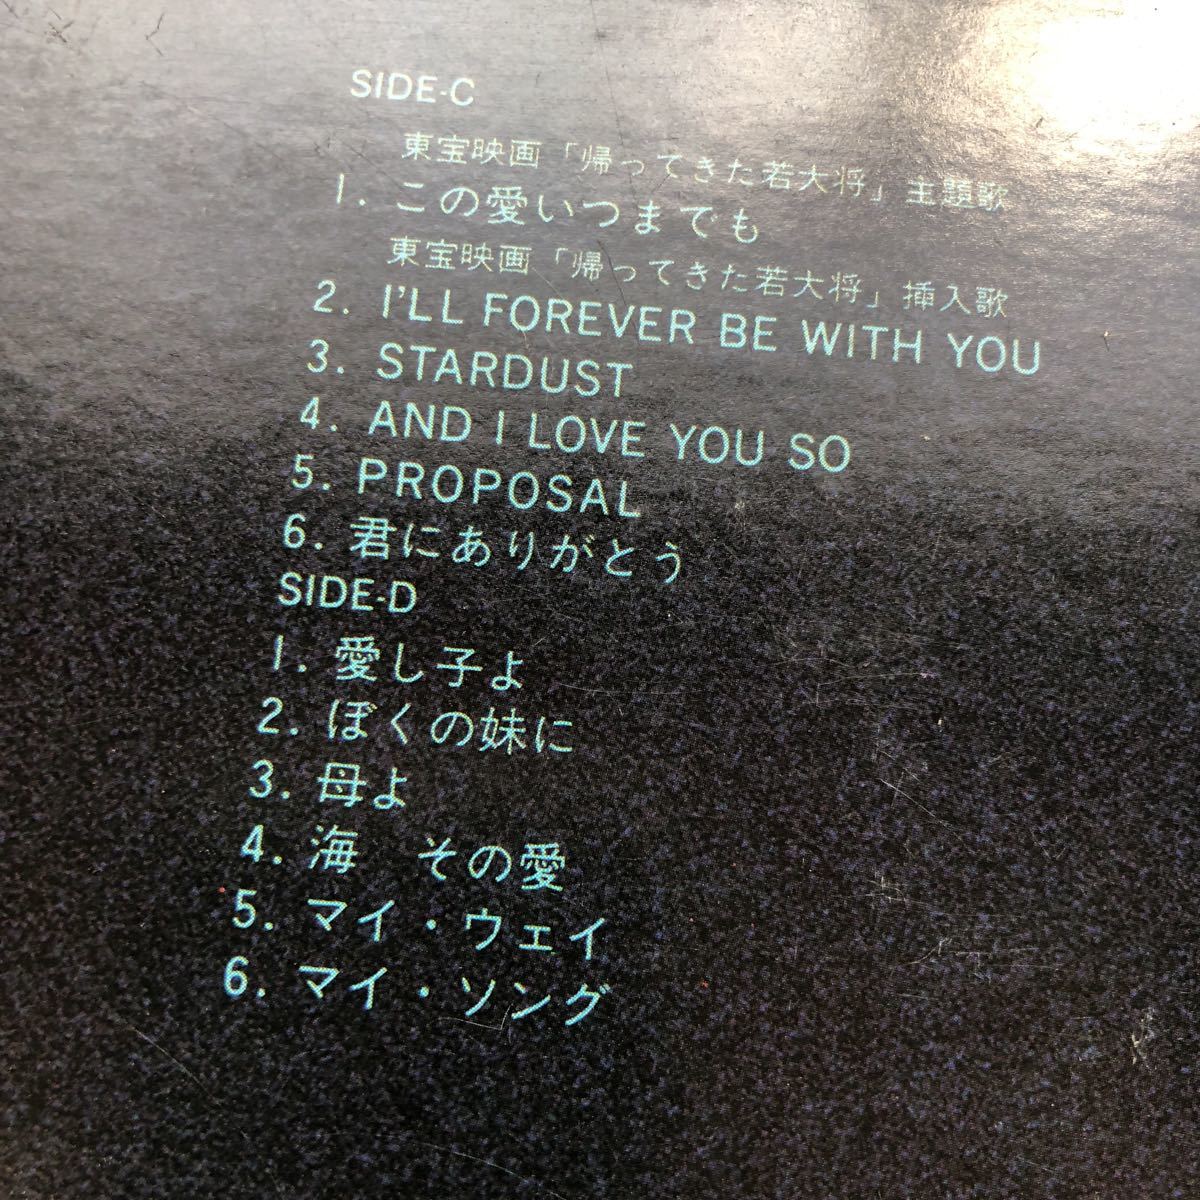 SIDE-C
東宝映画「帰ってきた若大将」主題歌
1. この愛いつまでも
東宝映画「帰ってきた若大将」挿入歌
2. I'LL FOREVER BE WITH YOU
3. STARDUST
4. AND I LOVE YOU SO
5. PROPOSAL
6. 君にありがとう
SIDE-D
1. 愛し子よ
2. ぼくの妹に
3. 母よ
4. 海　その愛
5. マイ・ウェイ
6. マイ・ソング